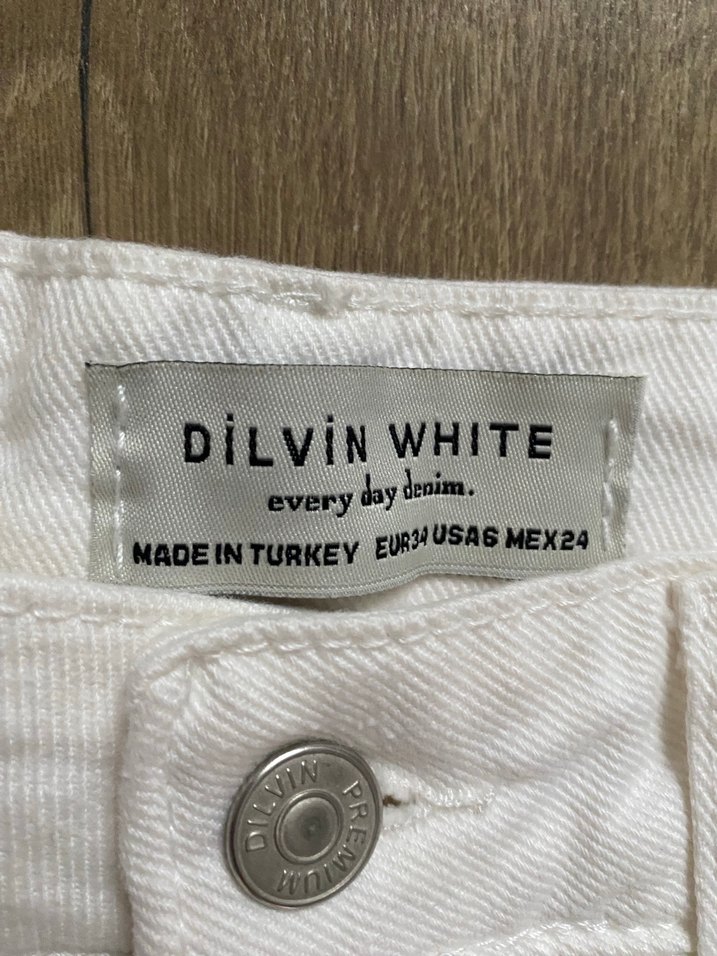 DİLVİN WHITE
every day denim.
MADE IN TURKEY EUR34 USA6 MEX24
DILVIN PREMIUM